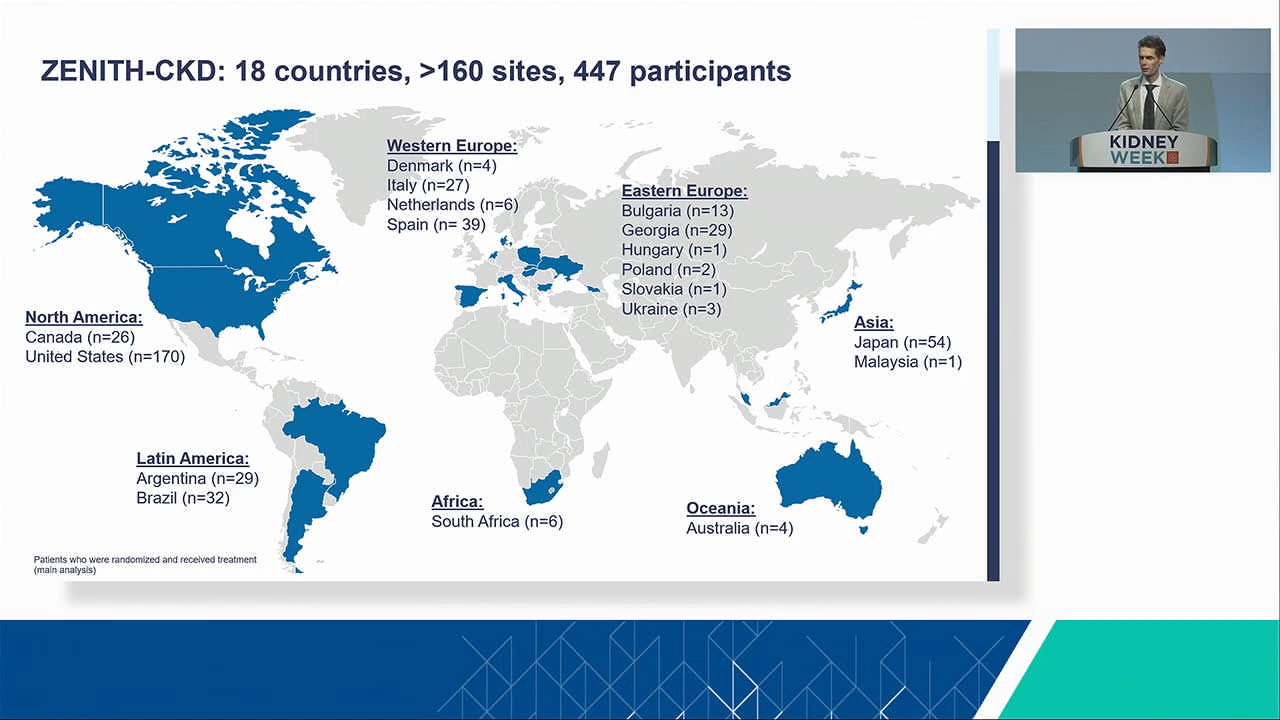 ZENITH-CKD: 18 countries, >160 sites, 447 participants
KIDNEY
WEEK
Western Europe:
Denmark (n=4)
Italy (n=27)
Netherlands (n=6)
Spain (n= 39)
Eastern Europe:
Bulgaria (n=13)
Georgia (n=29)
Hungary (n=1)
Poland (n=2)
Slovakia (n=1)
Ukraine (n=3)
North America:
Canada (n=26)
United States (n=170)
Asia:
Japan (n=54)
Malaysia (n=1)
Latin America:
Argentina (n=29)
Brazil (n=32)
Africa:
South Africa (n=6)
Oceania:
Australia (n=4)
Patients who were randomized and received treatment
(main analysis)